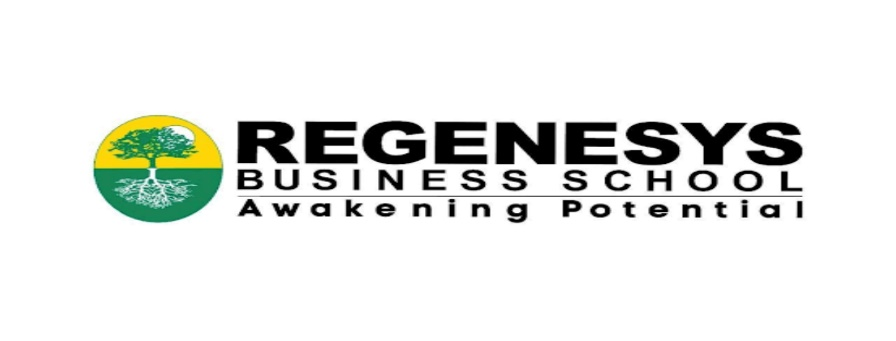 REGENESYS
BUSINESS SCHOOL
Awakening Potential